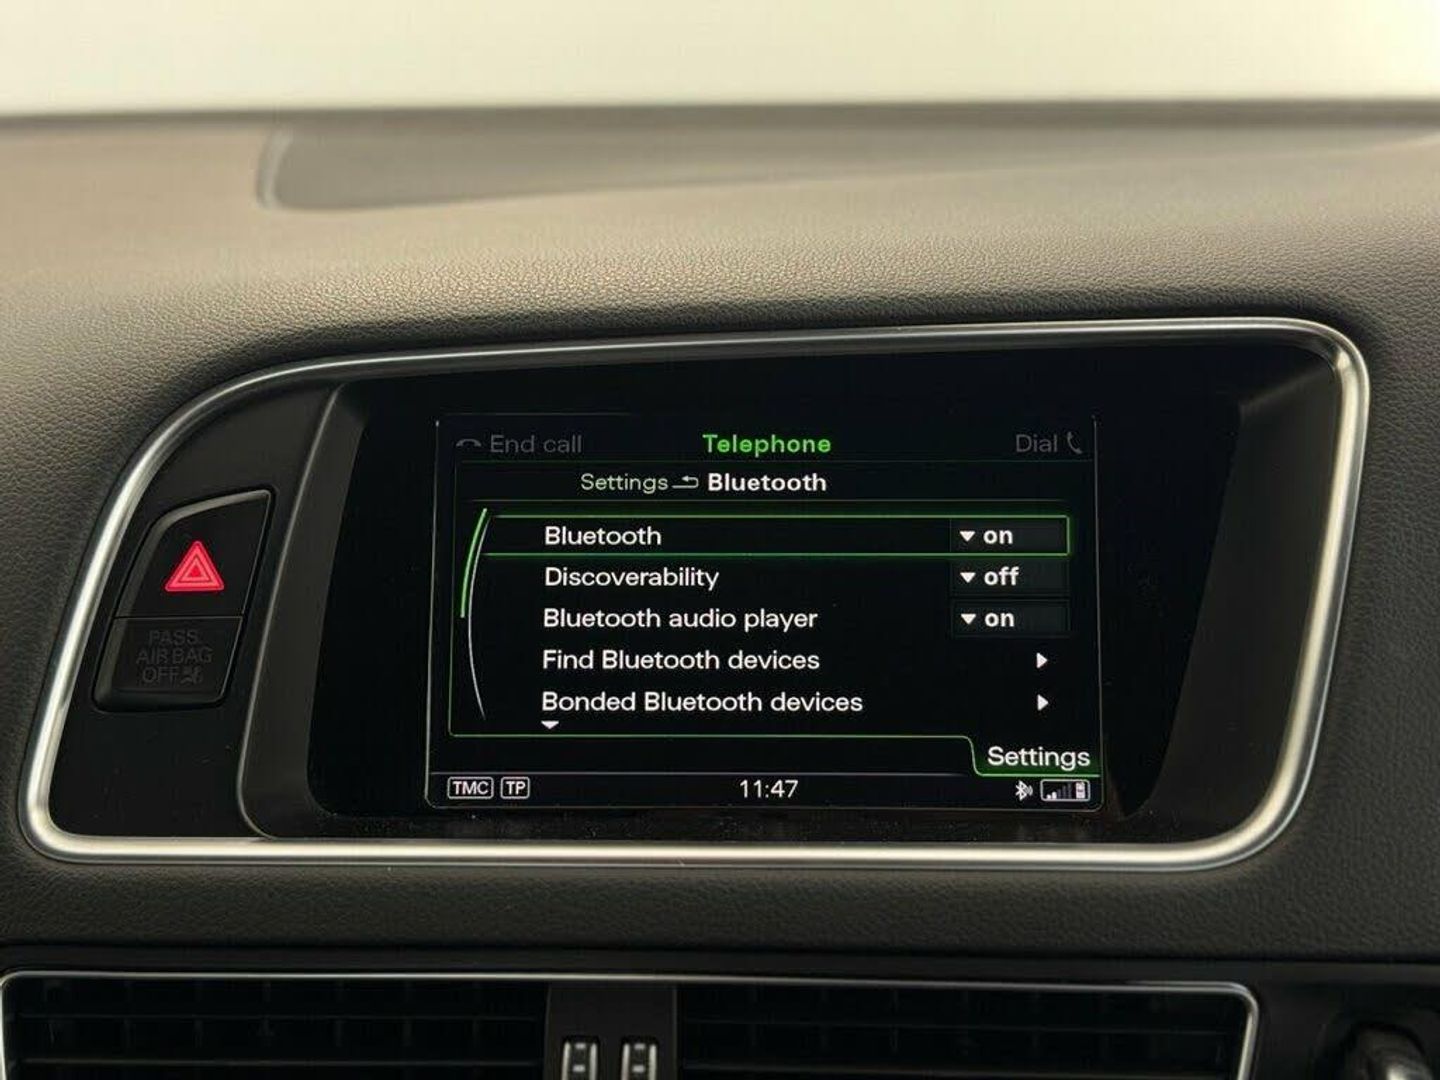 End call Telephone Dial
Settings Bluetooth
Bluetooth on
Discoverability off
Bluetooth audio player on
Find Bluetooth devices
Bonded Bluetooth devices
Settings
TMC TP 11:47
PASS.
AIR BAG
OFF